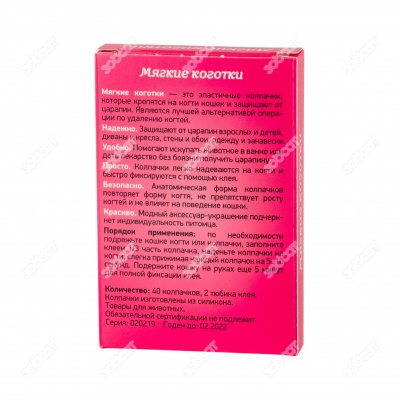 Мягкие коготки
Мягкие коготки — это эластичные колпачки,
которые крепятся на когти кошек и защищают от
царапин. Являются лучшей альтернативой опера-
ции по удалению когтей.
Надежно. Защищают от царапин взрослых и детей,
диваны и кресла, стены и обои, одежду и занавески.
Удобно. Помогают искупать животное в ванне или
дать лекарство без боязни получить царапину.
Просто. Колпачки легко надеваются на когти и
быстро фиксируются с помощью клея.
Безопасно. Анатомическая форма колпачков
повторяет форму когтя, не препятствует росту
когтей и не влияет на поведение кошки.
Красиво. Модный аксессуар-украшение подчерк-
нет индивидуальность питомца.
Порядок применения: по необходимости
подрежьте кошке когти или колпачки, заполните
клеем 1/3 часть колпачка, наденьте колпачки на
когти, слегка прижимая каждый колпачок на 5-10
секунд. Подержите кошку на руках еще 5 минут
для полной фиксации клея.
Количество: 40 колпачков, 2 тюбика клея.
Колпачки изготовлены из силикона.
Товары для животных.
Обязательной сертификации не подлежит.
Серия: 020219 Годен до: 02.2022